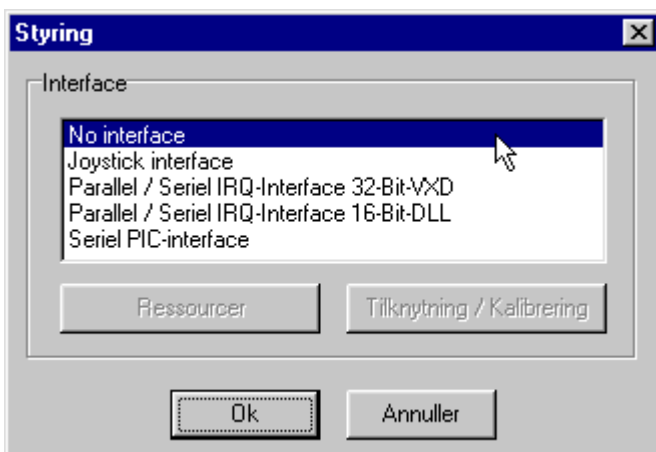 Styring
Interface
No interface
Joystick interface
Parallel / Seriel IRQ-Interface 32-Bit-VXD
Parallel / Seriel IRQ-Interface 16-Bit-DLL
Seriel PIC-interface
Ressourcer Tilknytning / Kalibrering
Ok Annuller